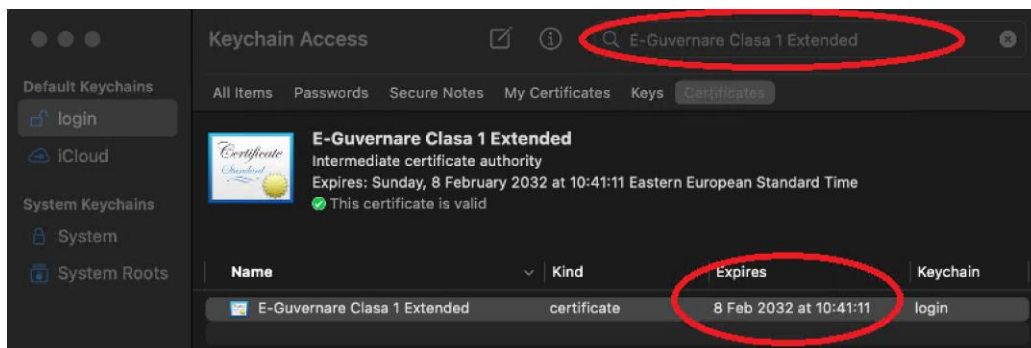 Keychain Access
E-Guvernare Clasa 1 Extended
Default Keychains
login
iCloud
System Keychains
System
System Roots
All Items Passwords Secure Notes My Certificates Keys Certificates
Certificate
Standard
E-Guvernare Clasa 1 Extended
Intermediate certificate authority
Expires: Sunday, 8 February 2032 at 10:41:11 Eastern European Standard Time
This certificate is valid
Name Kind Expires Keychain
E-Guvernare Clasa 1 Extended certificate 8 Feb 2032 at 10:41:11 login